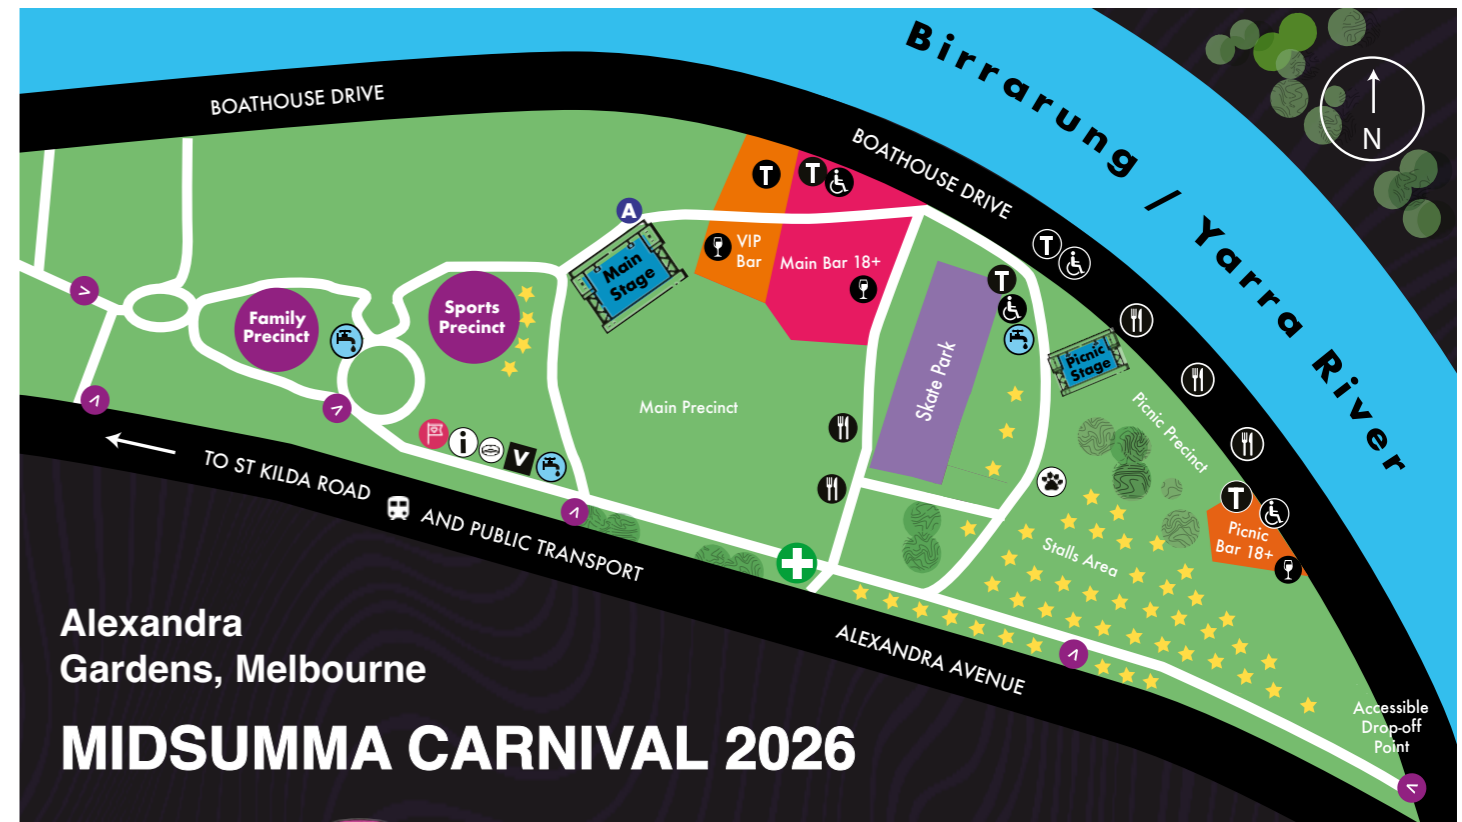 Birrarung / Yarra River
N
BOATHOUSE DRIVE
BOATHOUSE DRIVE
T
T
A
VIP
Bar
Main Bar 18+
Main
Stage
Family
Precinct
Sports
Precinct
T
Skate Park
T
Picnic
Stage
Main Precinct
Picnic Precinct
i
V
T
Picnic
Bar 18+
Stalls Area
TO ST KILDA ROAD
AND PUBLIC TRANSPORT
ALEXANDRA AVENUE
Accessible
Drop-off
Point
Alexandra
Gardens, Melbourne
MIDSUMMA CARNIVAL 2026